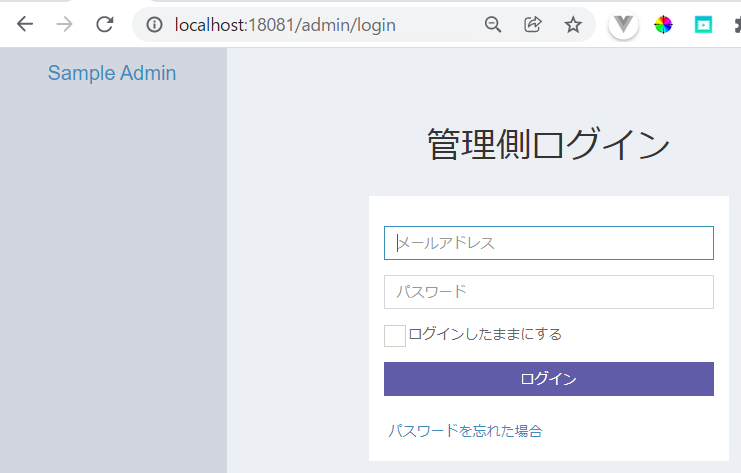 localhost:18081/admin/login
Sample Admin
管理側ログイン
メールアドレス
パスワード
ログインしたままにする
ログイン
パスワードを忘れた場合